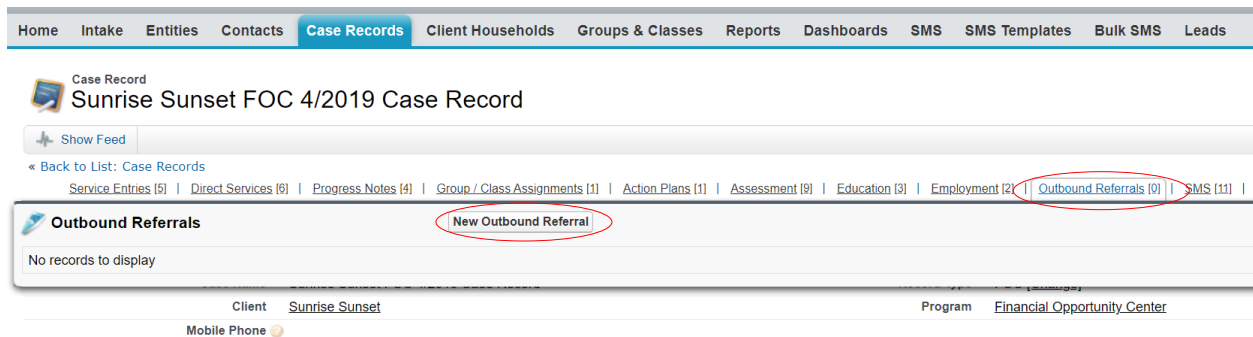 Home Intake Entities Contacts Case Records Client Households Groups & Classes Reports Dashboards SMS SMS Templates Bulk SMS Leads
Case Record
Sunrise Sunset FOC 4/2019 Case Record
Show Feed
« Back to List: Case Records
Service Entries [5] | Direct Services [6] | Progress Notes [4] | Group / Class Assignments [1] | Action Plans [1] | Assessment [9] | Education [3] | Employment [2] | Outbound Referrals [0] | SMS [11] |
Outbound Referrals New Outbound Referral
No records to display
Client Sunrise Sunset Program Financial Opportunity Center
Mobile Phone